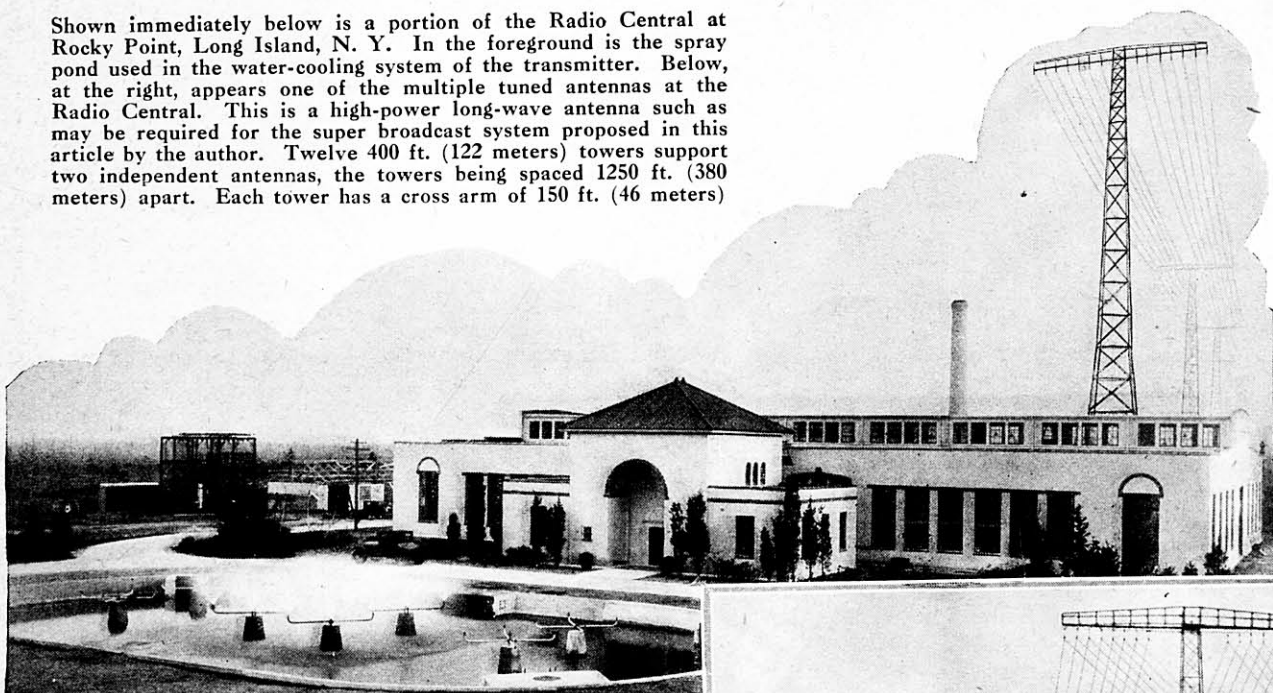 Shown immediately below is a portion of the Radio Central at
Rocky Point, Long Island, N. Y. In the foreground is the spray
pond used in the water-cooling system of the transmitter. Below,
at the right, appears one of the multiple tuned antennas at the
Radio Central. This is a high-power long-wave antenna such as
may be required for the super broadcast system proposed in this
article by the author. Twelve 400 ft. (122 meters) towers support
two independent antennas, the towers being spaced 1250 ft. (380
meters) apart. Each tower has a cross arm of 150 ft. (46 meters)